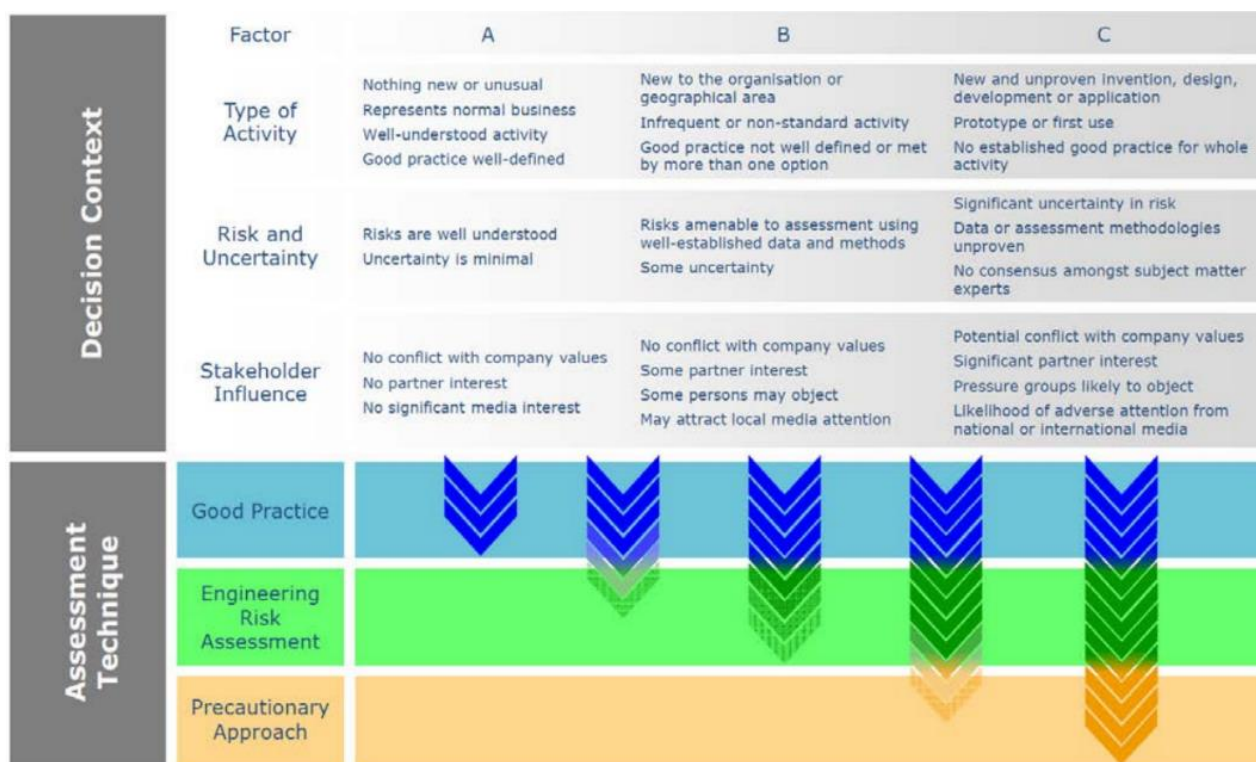 Decision Context
Factor
A
B
C
Type of
Activity
Nothing new or unusual
Represents normal business
Well-understood activity
Good practice well-defined
New to the organisation or
geographical area
Infrequent or non-standard activity
Good practice not well defined or met
by more than one option
New and unproven invention, design,
development or application
Prototype or first use
No established good practice for whole
activity
Risk and
Uncertainty
Risks are well understood
Uncertainty is minimal
Risks amenable to assessment using
well-established data and methods
Some uncertainty
Significant uncertainty in risk
Data or assessment methodologies
unproven
No consensus amongst subject matter
experts
Stakeholder
Influence
No conflict with company values
No partner interest
No significant media interest
No conflict with company values
Some partner interest
Some persons may object
May attract local media attention
Potential conflict with company values
Significant partner interest
Pressure groups likely to object
Likelihood of adverse attention from
national or international media
Assessment
Technique
Good Practice
Engineering
Risk
Assessment
Precautionary
Approach